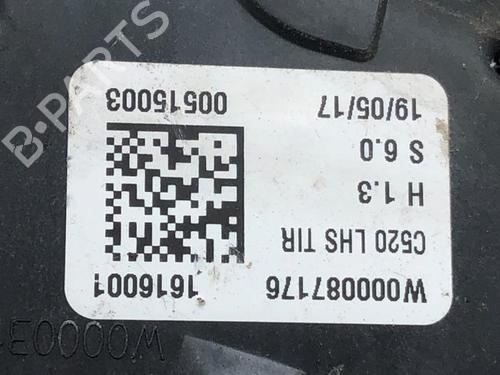 W000087176 1616001
C520 LHS TIR
H 1.3
S 6.0
19/05/17 00515003
B-PARTS